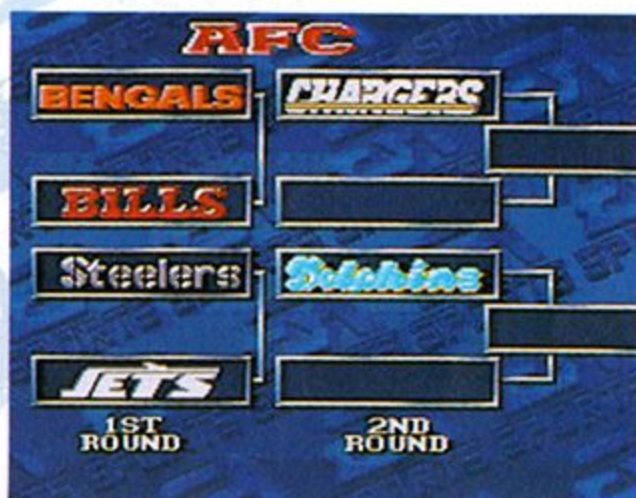 AFC
BENGALS
CHARGERS
BILLS
Steelers
Dolphins
JETS
1ST
ROUND
2ND
ROUND